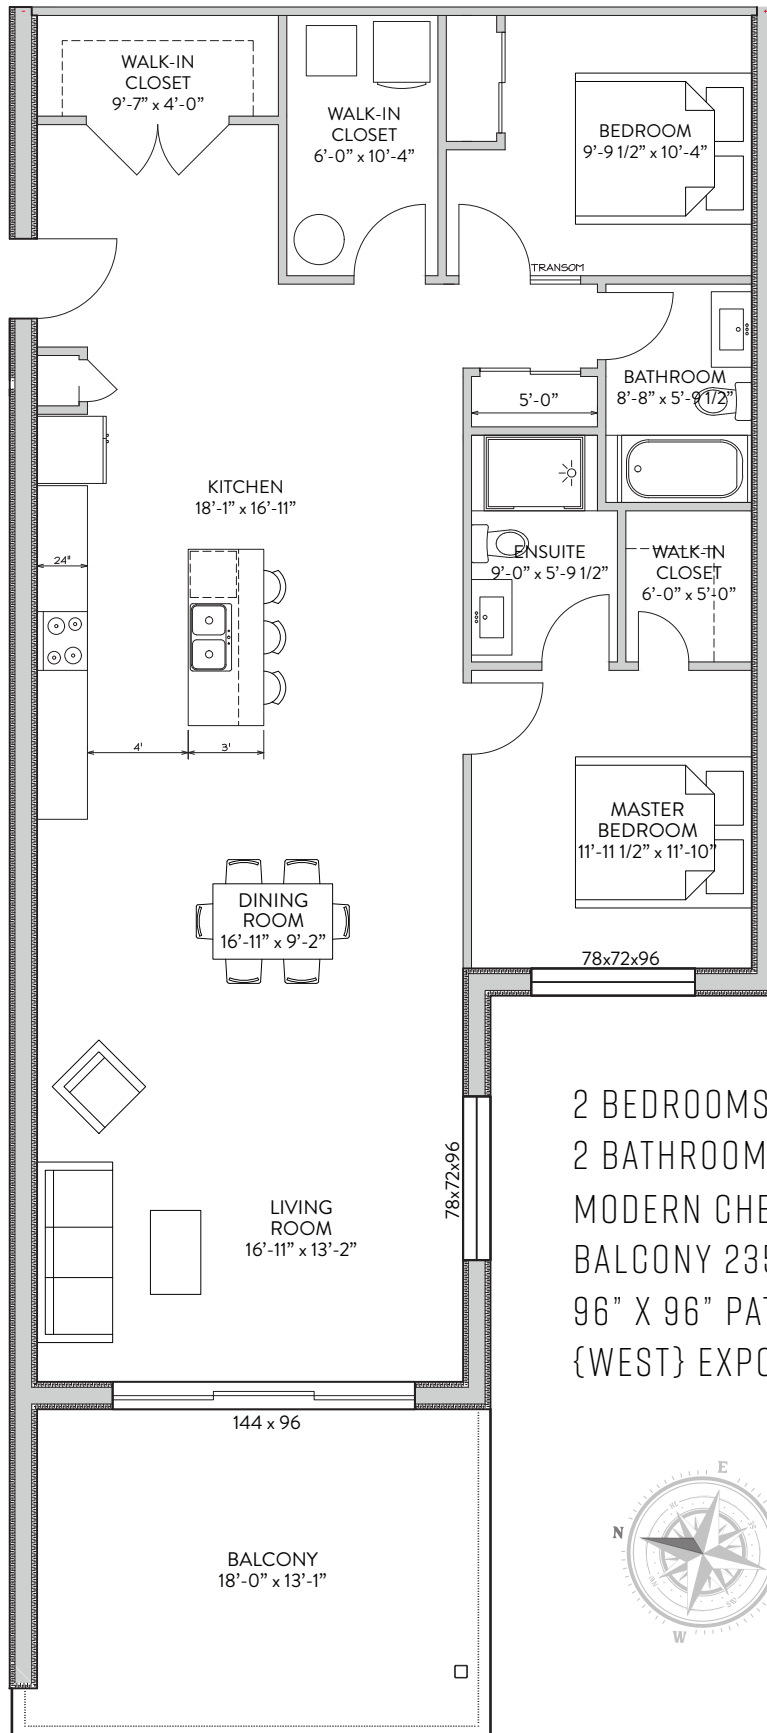 WALK-IN
CLOSET
9'-7" x 4'-0"
WALK-IN
CLOSET
6'-0" x 10'-4"
BEDROOM
9'-9 1/2" x 10'-4"
TRANSOM
BATHROOM
8'-8" x 5'-9 1/2"
5'-0"
KITCHEN
18'-1" x 16'-11"
24"
ENSUITE
9'-0" x 5'-9 1/2"
WALK-IN
CLOSET
6'-0" x 5'-0"
4'
3'
MASTER
BEDROOM
11'-11 1/2" x 11'-10"
DINING
ROOM
16'-11" x 9'-2"
78x72x96
78x72x96
2 BEDROOMS
2 BATHROOM
MODERN CHE
BALCONY 235
96" X 96" PAT
{WEST} EXPO
LIVING
ROOM
16'-11" x 13'-2"
144 x 96
BALCONY
18'-0" x 13'-1"
E
N
W